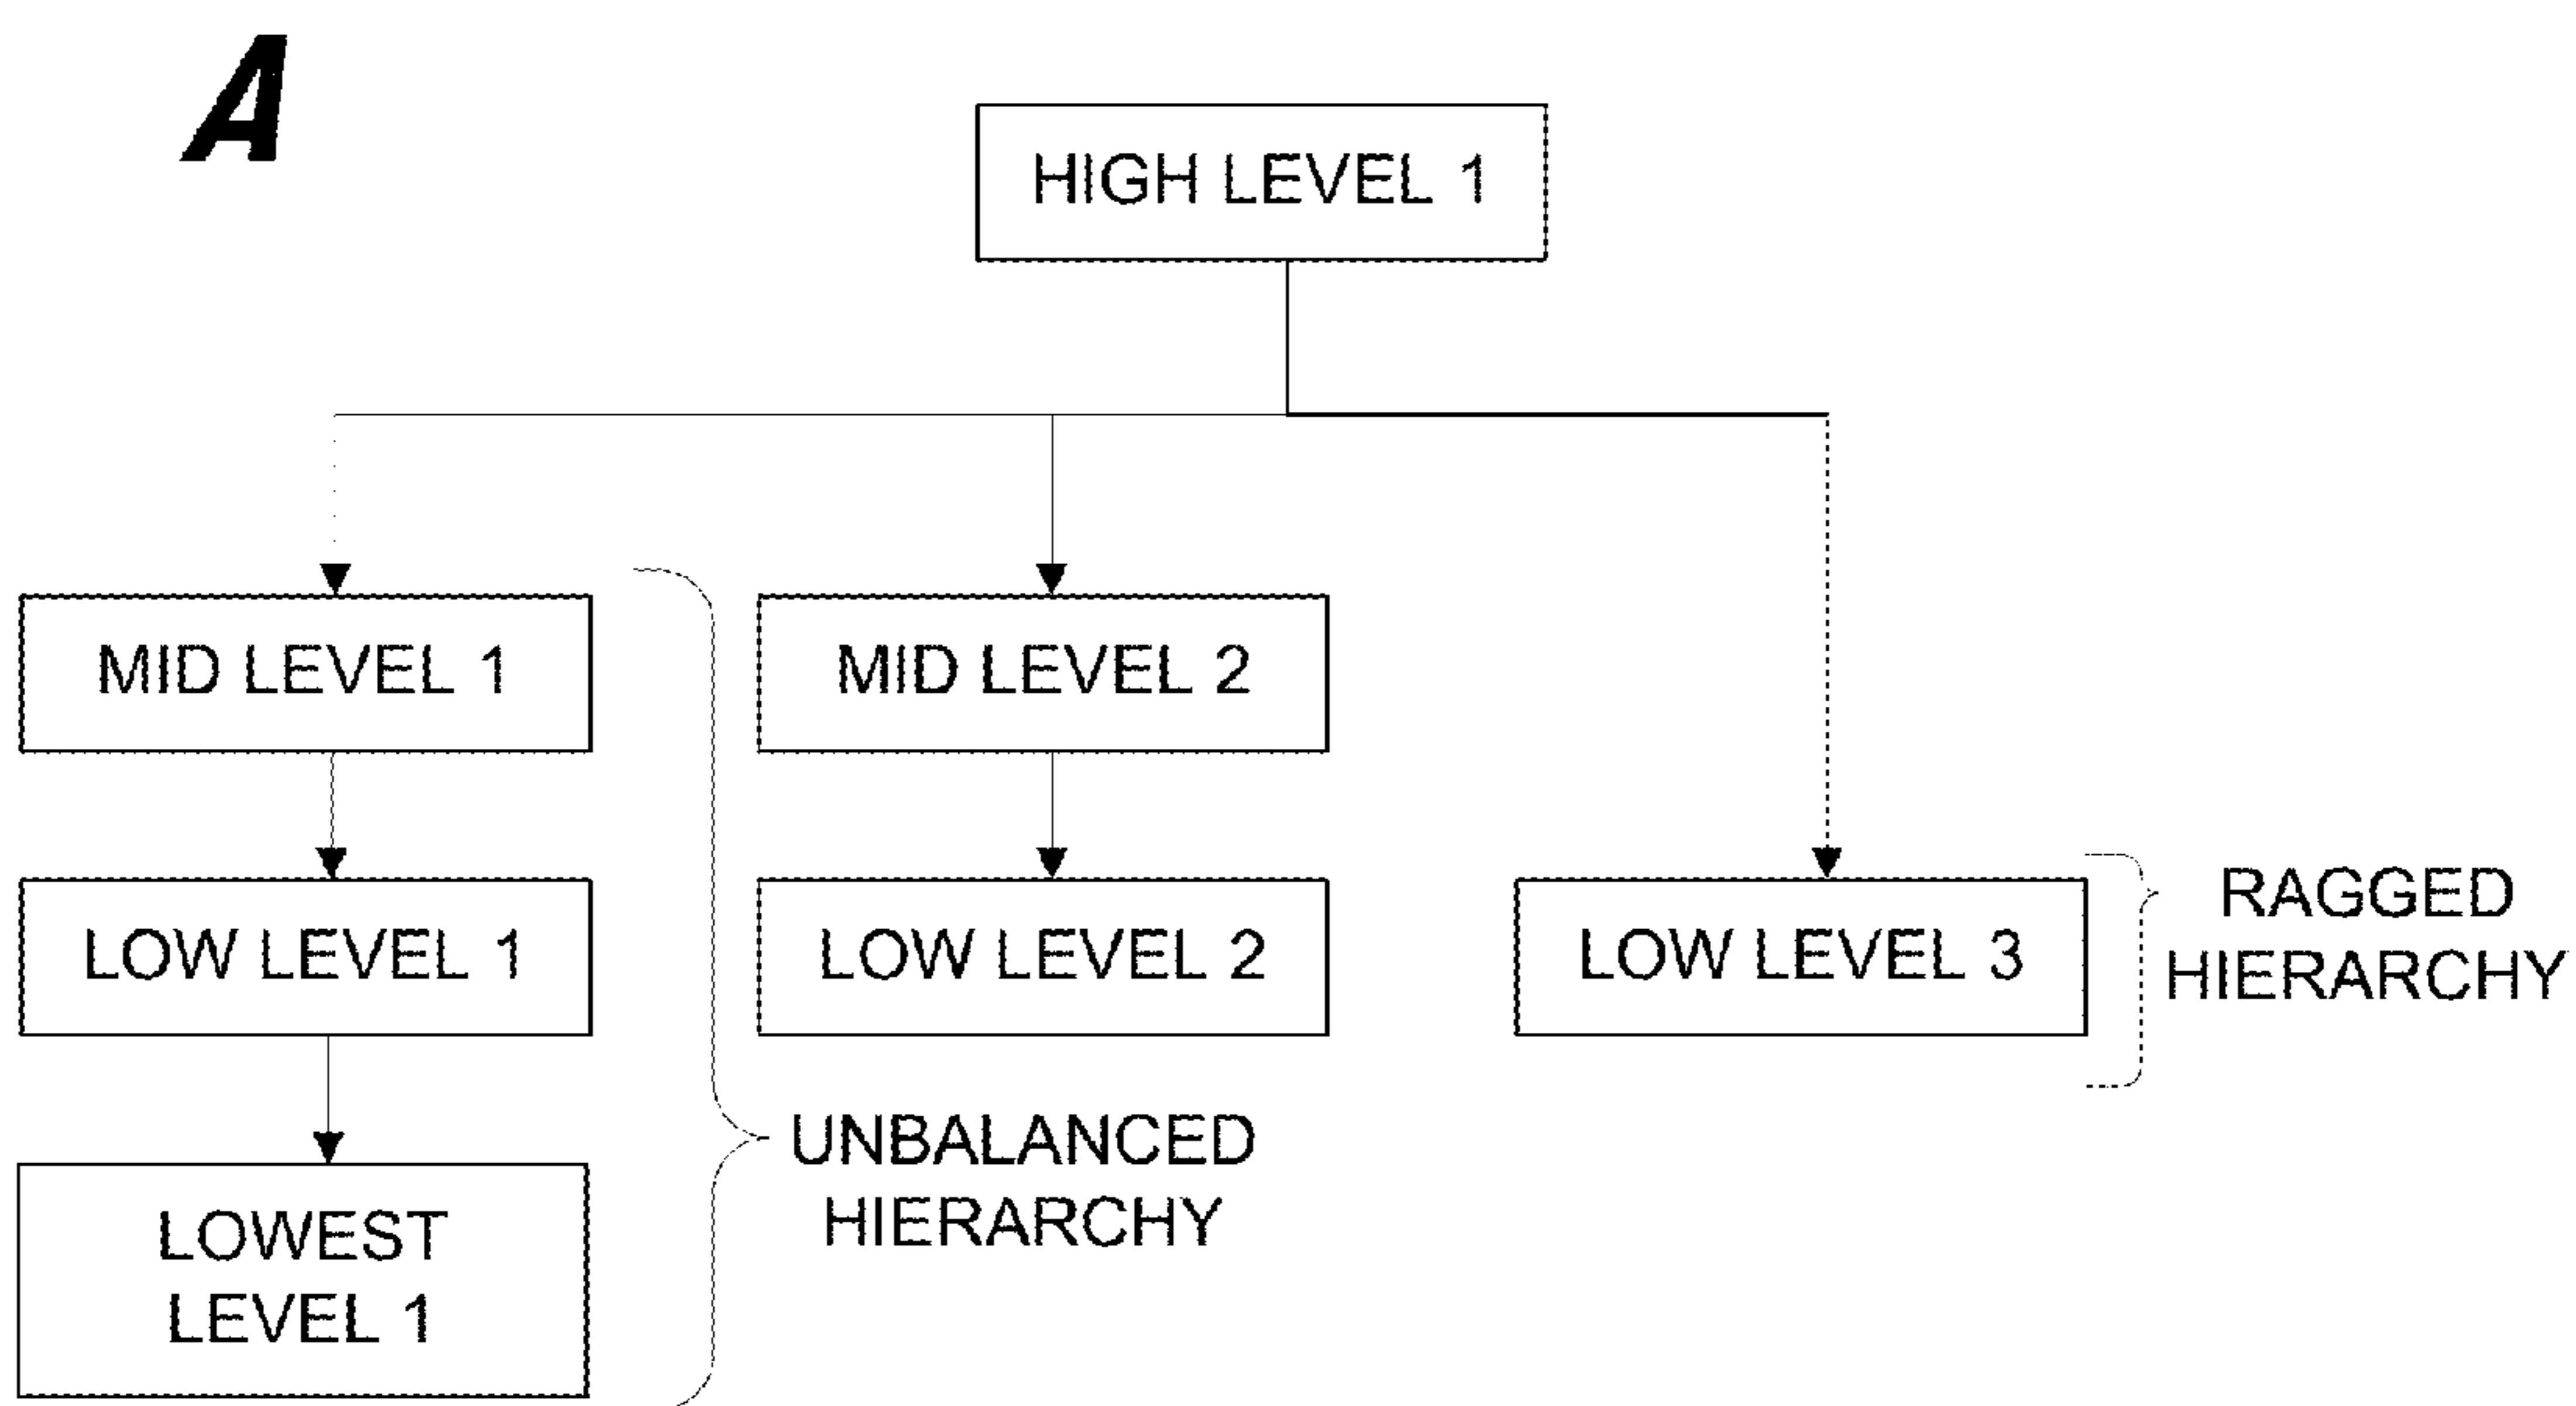 A
HIGH LEVEL 1
MID LEVEL 1
MID LEVEL 2
LOW LEVEL 1
LOW LEVEL 2
LOW LEVEL 3
RAGGED
HIERARCHY
UNBALANCED
HIERARCHY
LOWEST
LEVEL 1